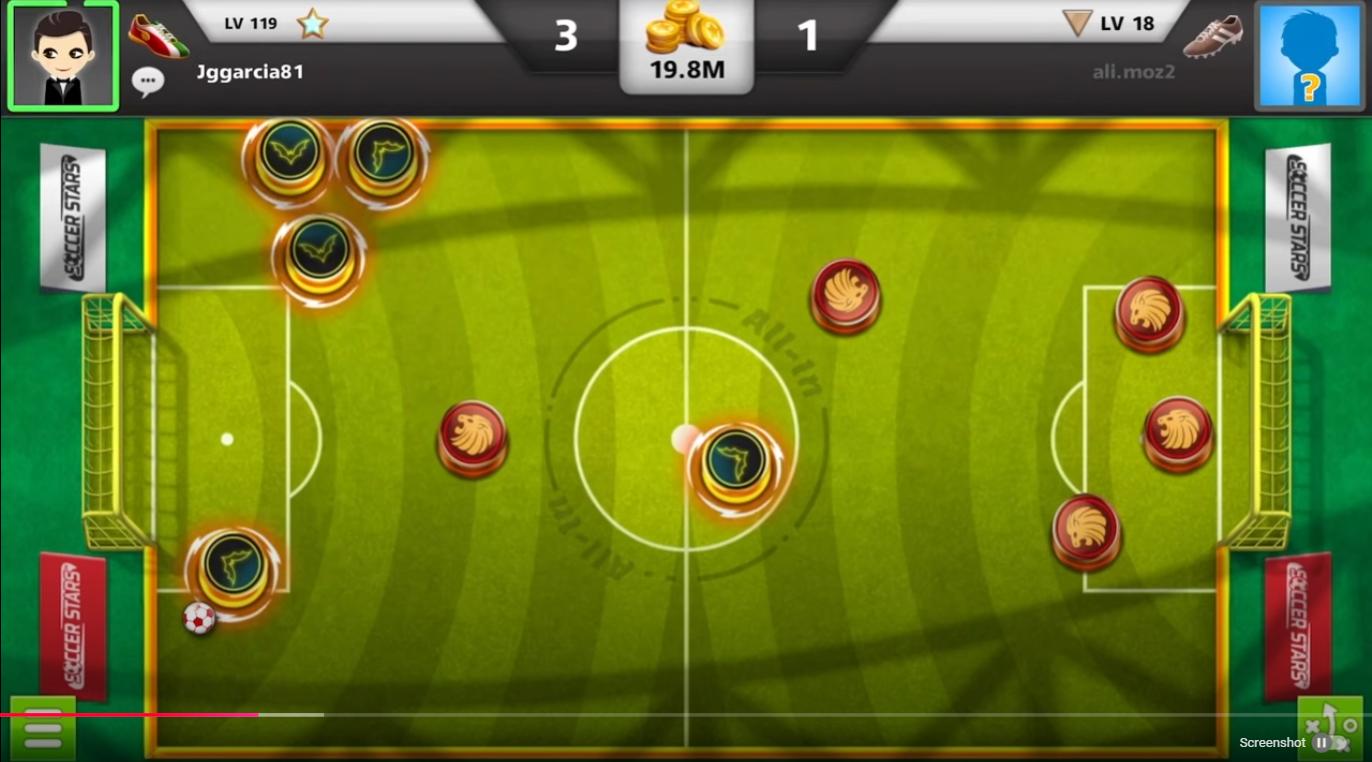 LV 119
3
19.8M
1
LV 18
Jggarcia81
ali.moz2
?
SOCCER STARS
SOCCER STARS
All-In
All-In
SOCCER STARS
SOCCER STARS
Screenshot